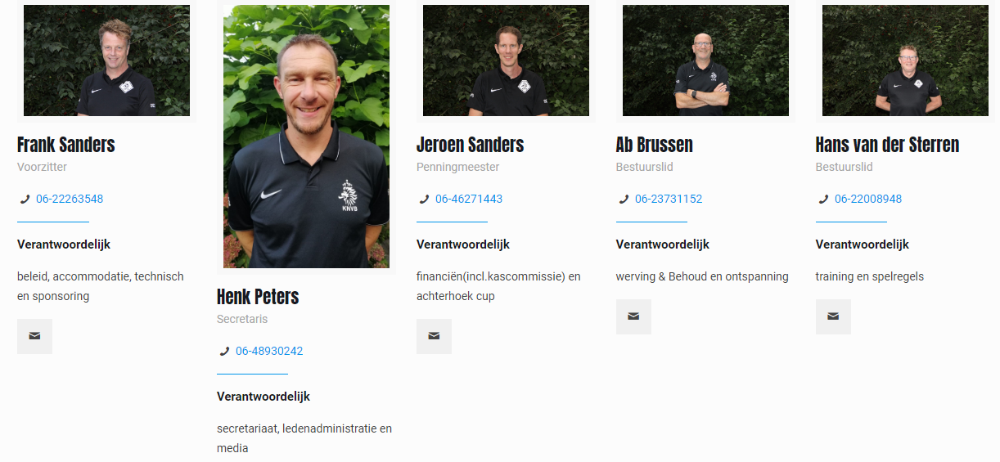 Frank Sanders
Voorzitter
06-22263548
Verantwoordelijk
beleid, accommodatie, technisch
en sponsoring
KNVB
Henk Peters
Secretaris
06-48930242
Verantwoordelijk
secretariaat, ledenadministratie en
media
Jeroen Sanders
Penningmeester
06-46271443
Verantwoordelijk
financiën(incl.kascommissie) en
achterhoek cup
Ab Brussen
Bestuurslid
06-23731152
Verantwoordelijk
werving & Behoud en ontspanning
Hans van der Sterren
Bestuurslid
06-22008948
Verantwoordelijk
training en spelregels